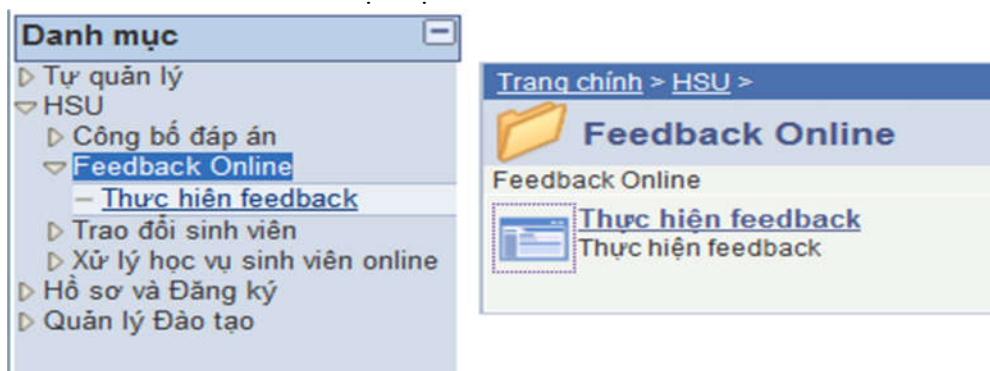 Danh mục
Tự quản lý
HSU
Công bố đáp án
Feedback Online
Thực hiện feedback
Trao đổi sinh viên
Xử lý học vụ sinh viên online
Hồ sơ và Đăng ký
Quản lý Đào tạo
Trang chính > HSU >
Feedback Online
Feedback Online
Thực hiện feedback
Thực hiện feedback